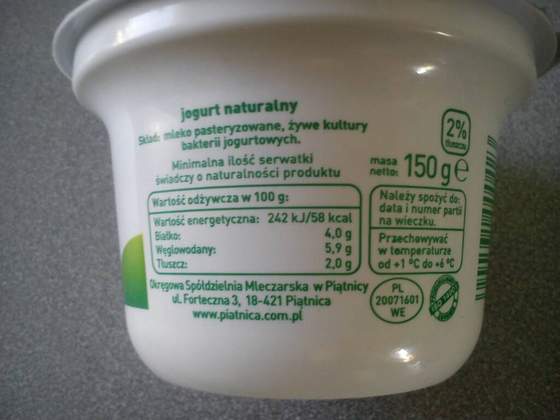 jogurt naturalny
Skład: mleko pasteryzowane, żywe kultury
bakterii jogurtowych.
Minimalna ilość serwatki
świadczy o naturalności produktu
2%
tłuszczu
masa
netto: 150 g e
Wartość odżywcza w 100 g:
Wartość energetyczna: 242 kJ/58 kcal
Białko: 4,0 g
Węglowodany: 5,9 g
Tłuszcz: 2,0 g
Należy spożyć do:
data i numer partii
na wieczku.
Przechowywać
w temperaturze
od +1 °C do +6 °C
Okręgowa Spółdzielnia Mleczarska w Piątnicy
ul. Forteczna 3, 18-421 Piątnica
www.piatnica.com.pl
PL
20071601
WE